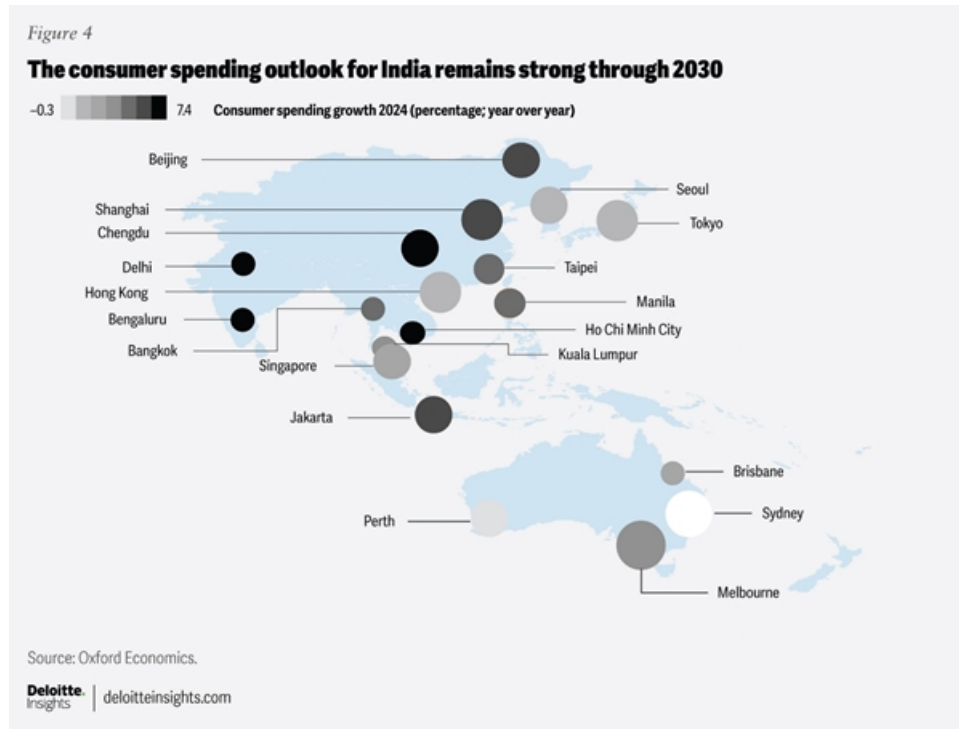 Figure 4
The consumer spending outlook for India remains strong through 2030
–0.3 7.4 Consumer spending growth 2024 (percentage; year over year)
Beijing
Seoul
Shanghai
Tokyo
Chengdu
Delhi
Taipei
Hong Kong
Manila
Bengaluru
Ho Chi Minh City
Bangkok
Kuala Lumpur
Singapore
Jakarta
Brisbane
Perth
Sydney
Melbourne
Source: Oxford Economics.
Deloitte.
Insights
deloitteinsights.com